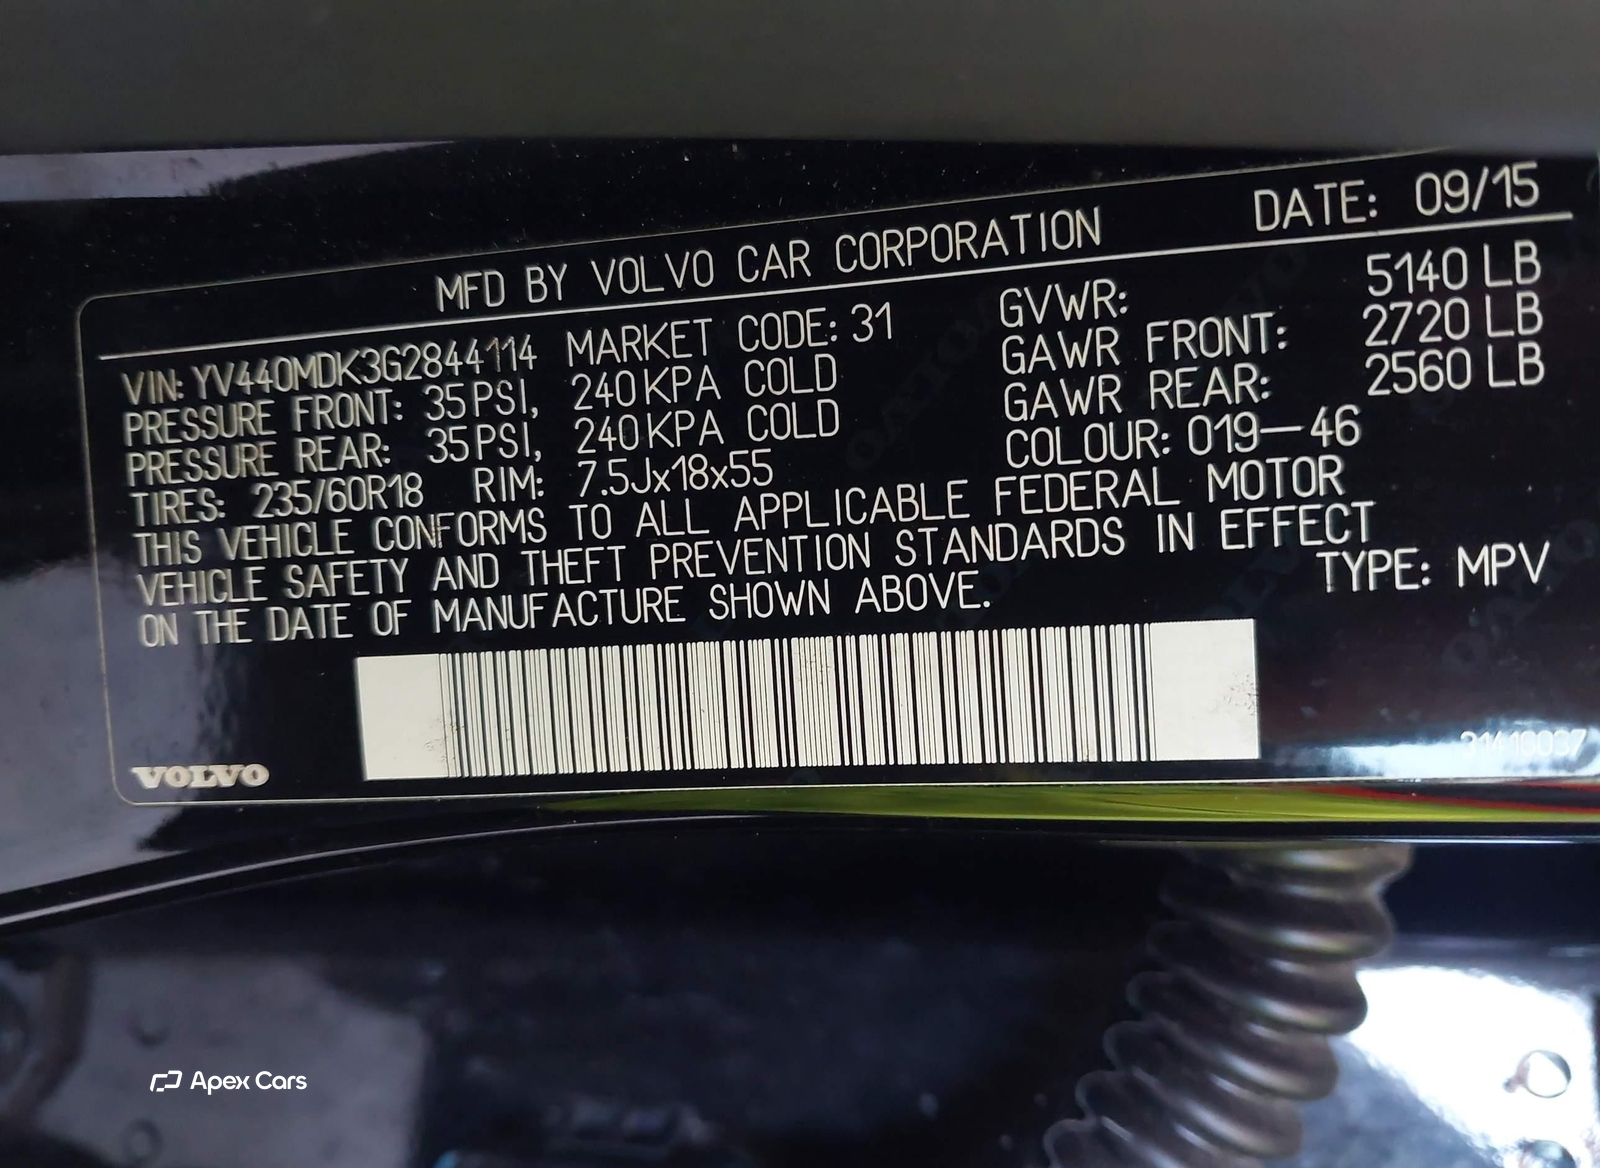 MFD BY VOLVO CAR CORPORATION DATE: 09/15
VIN: YV440MDK3G2844114 MARKET CODE: 31 GVWR: 5140 LB
PRESSURE FRONT: 35PSI, 240KPA COLD GAWR FRONT: 2720 LB
PRESSURE REAR: 35PSI, 240KPA COLD GAWR REAR: 2560 LB
TIRES: 235/60R18 RIM: 7.5Jx18x55 COLOUR: 019—46
THIS VEHICLE CONFORMS TO ALL APPLICABLE FEDERAL MOTOR
VEHICLE SAFETY AND THEFT PREVENTION STANDARDS IN EFFECT
ON THE DATE OF MANUFACTURE SHOWN ABOVE. TYPE: MPV
31418037
VOLVO
Apex Cars